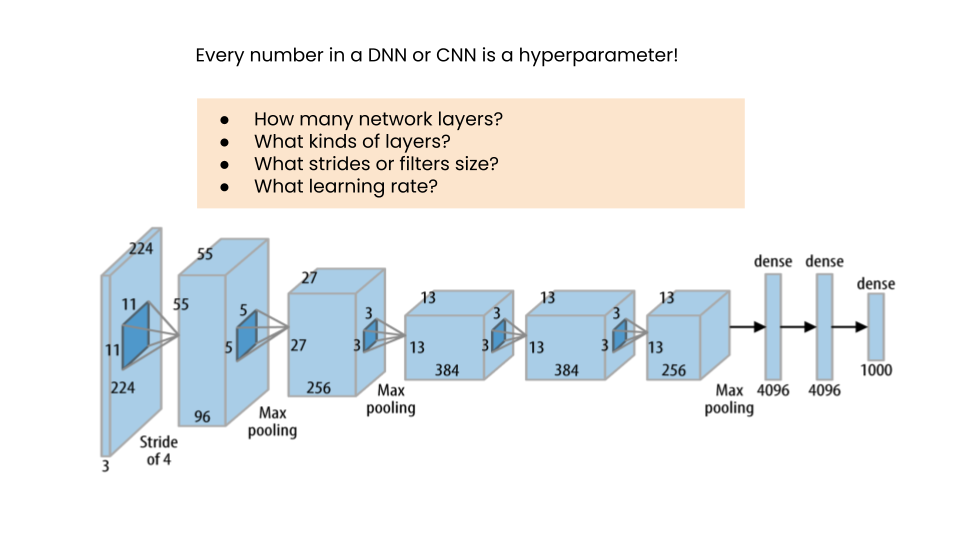 Every number in a DNN or CNN is a hyperparameter!
● How many network layers?
● What kinds of layers?
● What strides or filters size?
● What learning rate?
224
11
11
224
3
Stride
of 4
55
55
5
5
96
Max
pooling
27
27
3
3
256
Max
pooling
13
13
3
3
384
13
13
3
3
384
13
13
256
Max
pooling
dense
4096
dense
4096
dense
1000